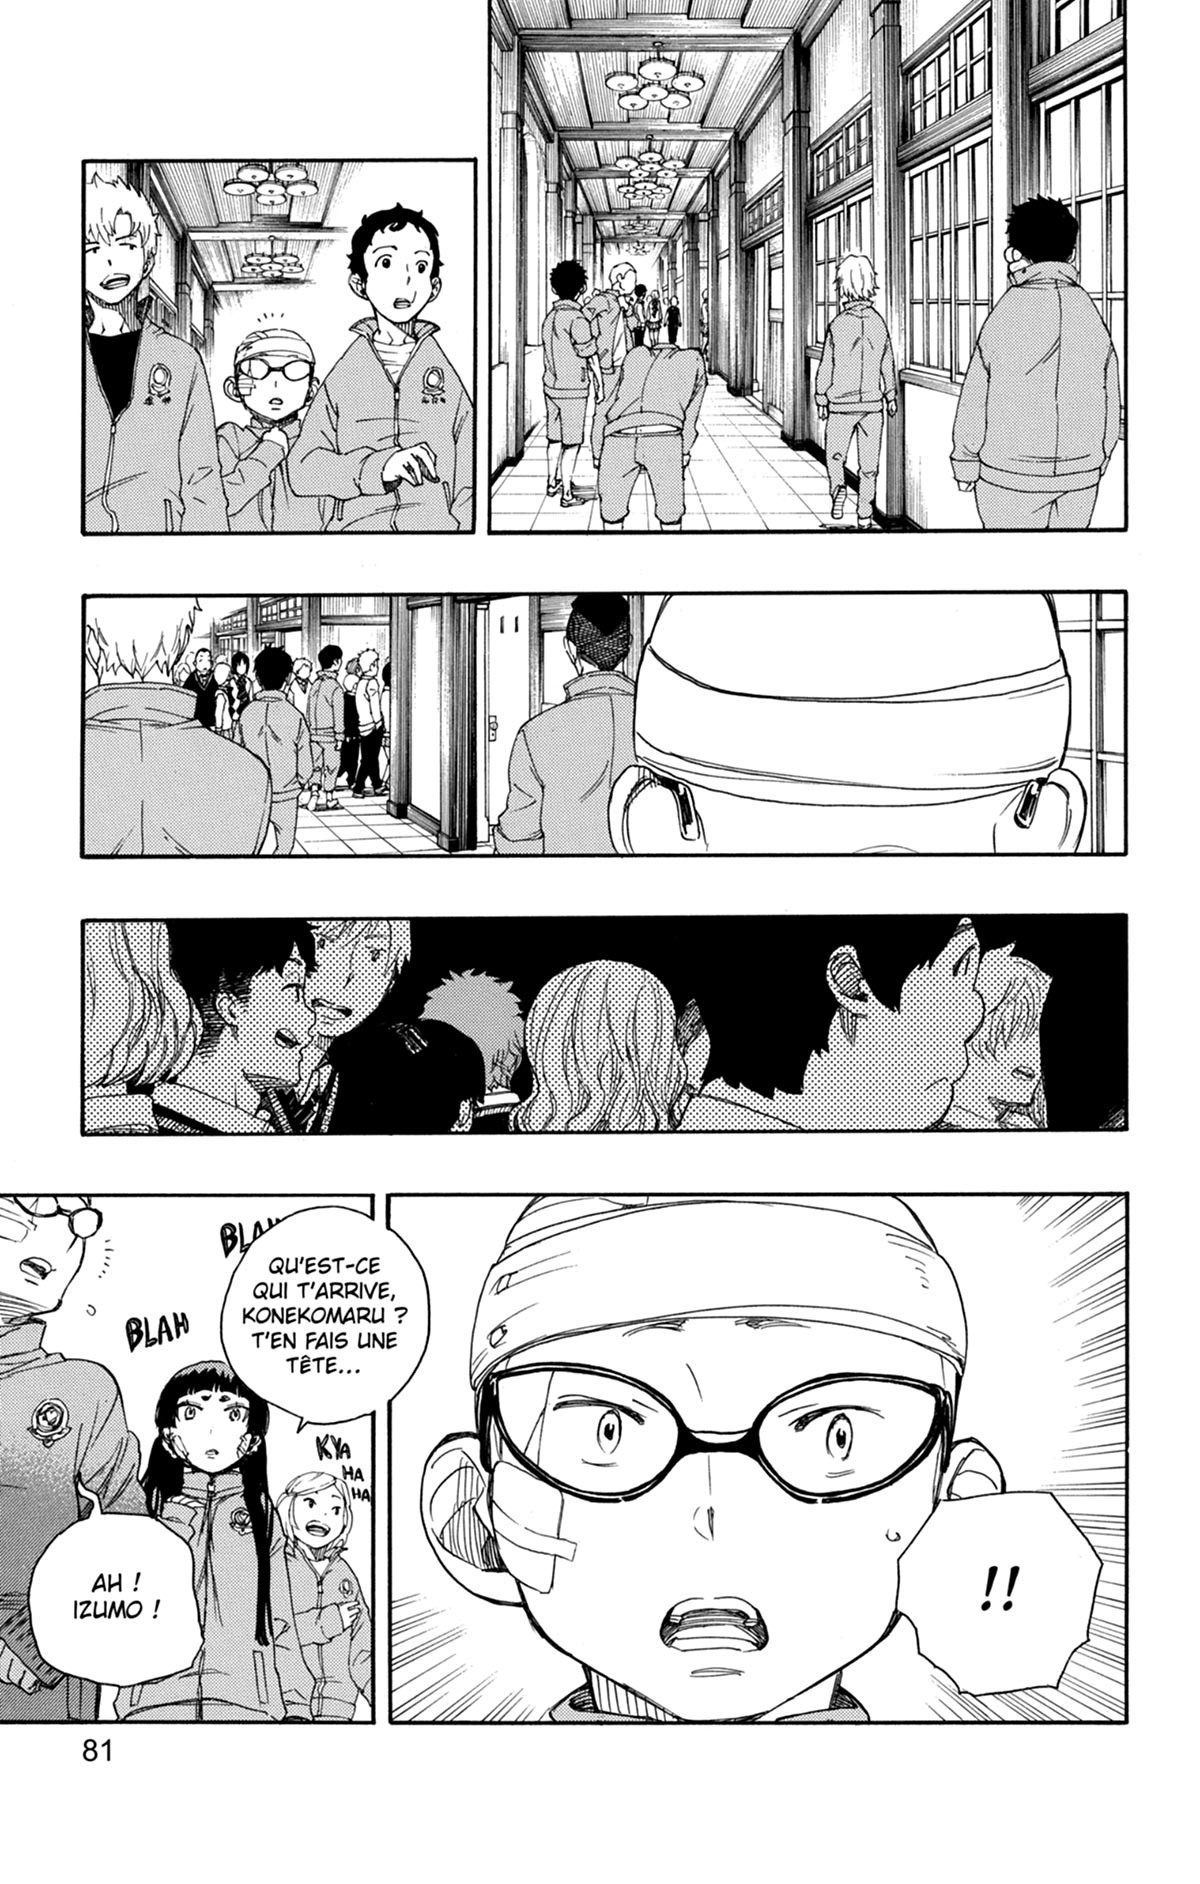 !!
BLAH
QU'EST-CE
QUI T'ARRIVE,
KONEKOMARU ?
T'EN FAIS UNE
TÊTE...
BLAH
KYA
HA
HA
AH !
IZUMO !
81